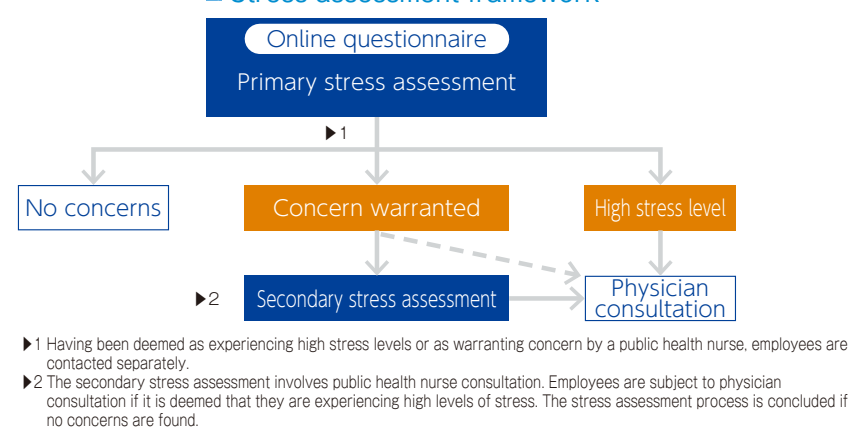 Stress assessment framework
Online questionnaire
Primary stress assessment
▶1
No concerns
Concern warranted
High stress level
▶2
Secondary stress assessment
Physician
consultation
▶1 Having been deemed as experiencing high stress levels or as warranting concern by a public health nurse, employees are
contacted separately.
▶2 The secondary stress assessment involves public health nurse consultation. Employees are subject to physician
consultation if it is deemed that they are experiencing high levels of stress. The stress assessment process is concluded if
no concerns are found.